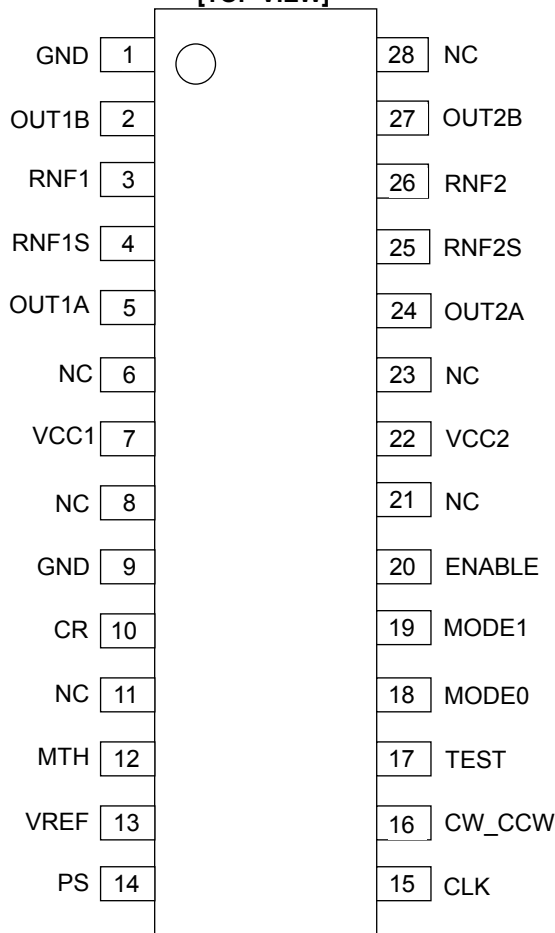 [TOP VIEW]
GND 1 28 NC
OUT1B 2 27 OUT2B
RNF1 3 26 RNF2
RNF1S 4 25 RNF2S
OUT1A 5 24 OUT2A
NC 6 23 NC
VCC1 7 22 VCC2
NC 8 21 NC
GND 9 20 ENABLE
CR 10 19 MODE1
NC 11 18 MODE0
MTH 12 17 TEST
VREF 13 16 CW_CCW
PS 14 15 CLK